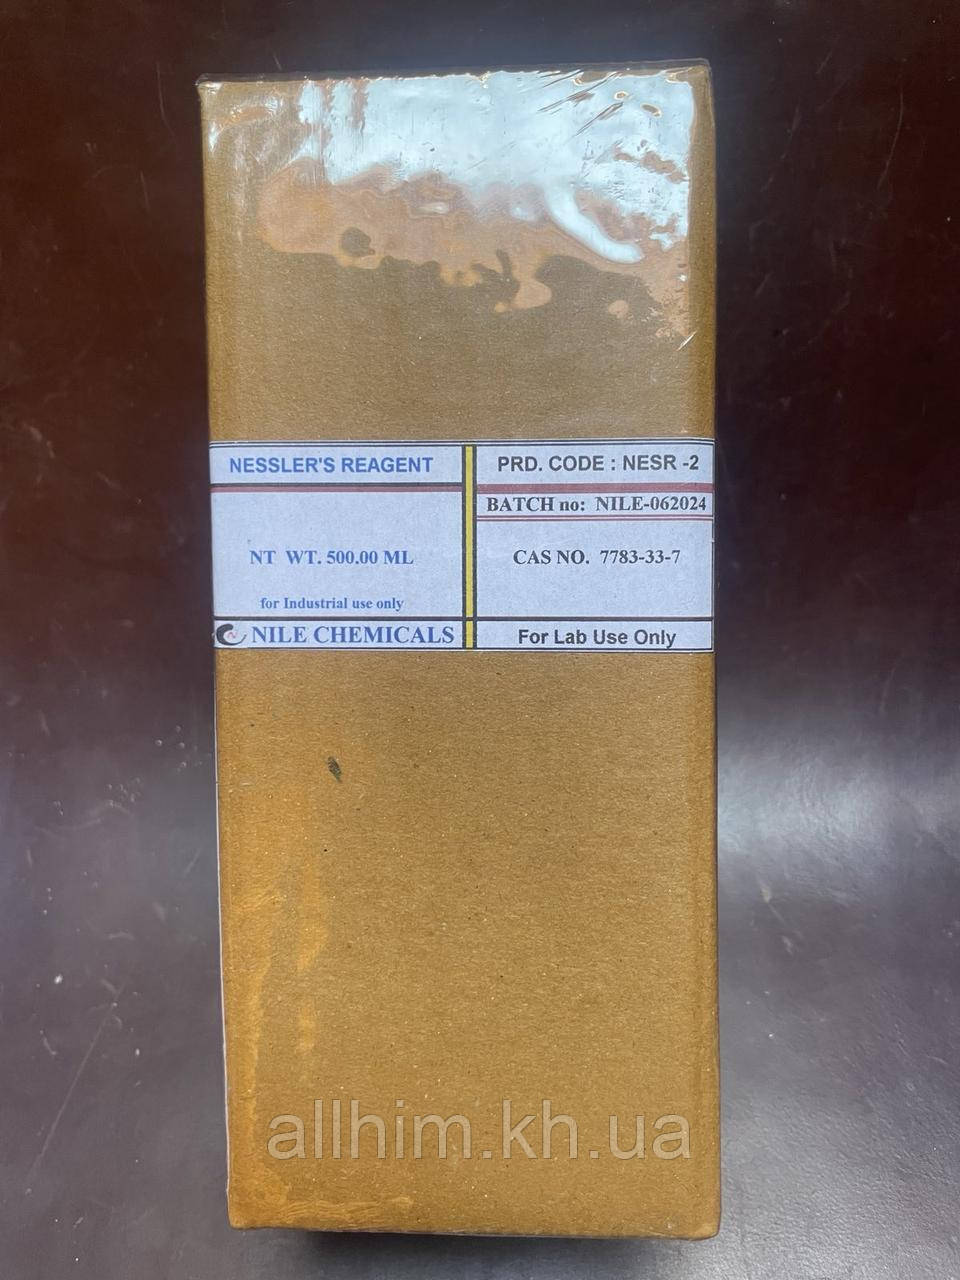 NESSLER'S REAGENT
NT WT. 500.00 ML
for Industrial use only
NILE CHEMICALS
PRD. CODE : NESR -2
BATCH no: NILE-062024
CAS NO. 7783-33-7
For Lab Use Only
allhim.kh.ua